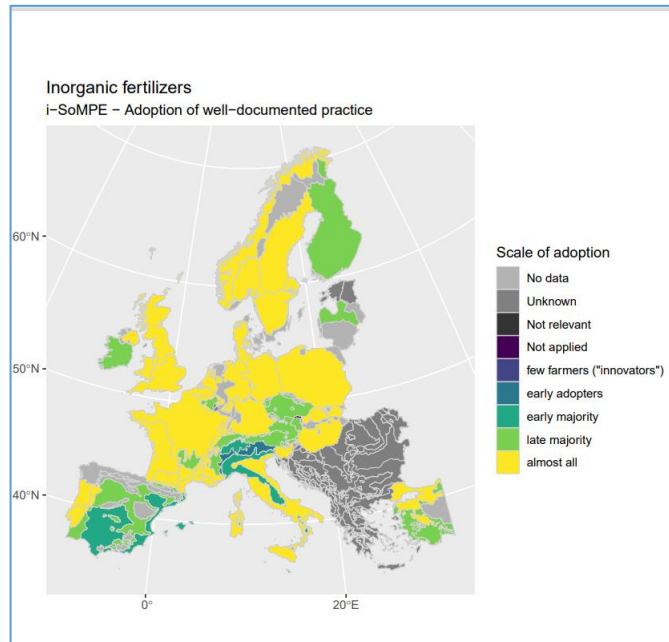 Inorganic fertilizers
i−SoMPE − Adoption of well−documented practice
60°N
50°N
40°N
0°
20°E
Scale of adoption
No data
Unknown
Not relevant
Not applied
few farmers ("innovators")
early adopters
early majority
late majority
almost all